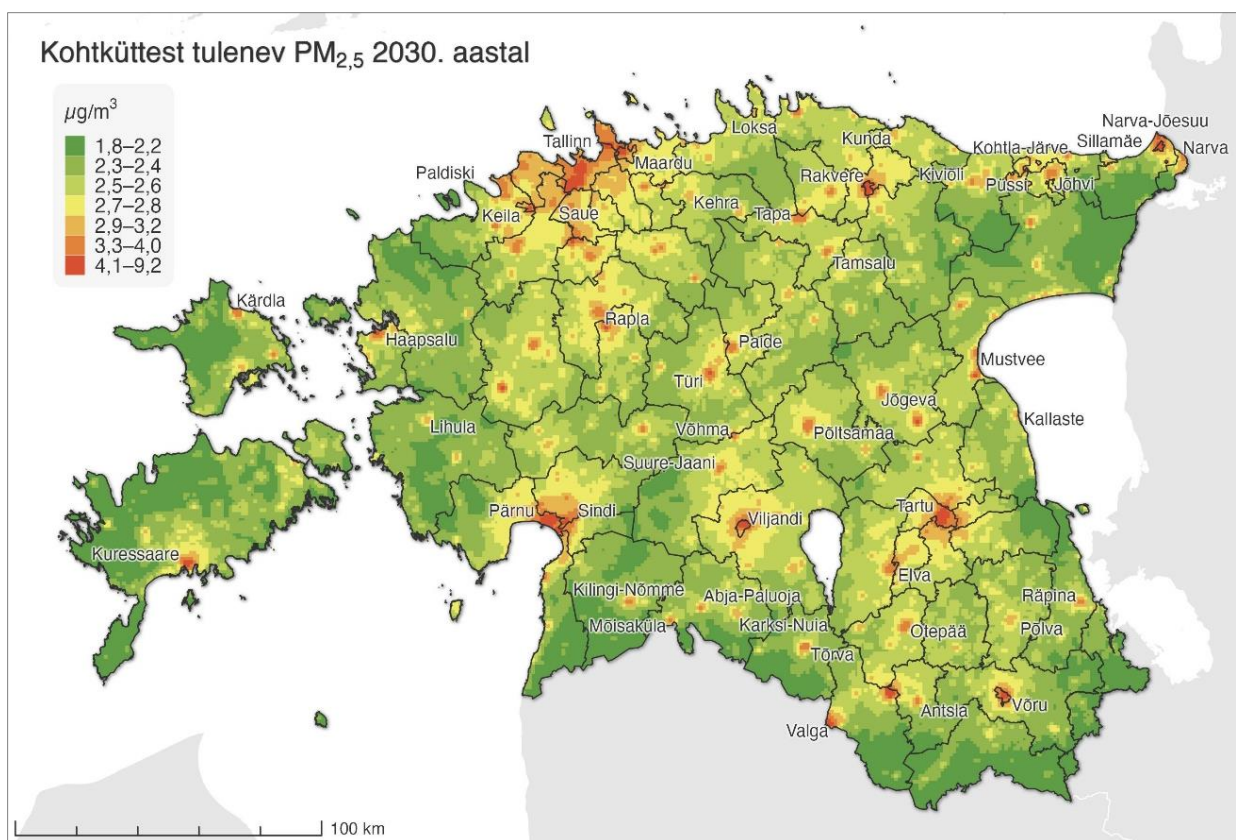 Kohtküttest tulenev PM2,5 2030. aastal
µg/m³
1,8–2,2
2,3–2,4
2,5–2,6
2,7–2,8
2,9–3,2
3,3–4,0
4,1–9,2
Narva-Jõesuu
Loksa
Tallinn
Kunda
Sillamäe
Kohtla-Järve
Narva
Maardu
Paldiski
Rakvere
Kiviõli
Püssi
Jõhvi
Kehra
Keila
Saue
Tapa
Tamsalu
Kärdla
Rapla
Haapsalu
Paide
Mustvee
Türi
Jõgeva
Lihula
Võhma
Põltsamaa
Kallaste
Suure-Jaani
Tartu
Pärnu
Sindi
Viljandi
Kuressaare
Elva
Kilingi-Nõmme
Abja-Paluoja
Räpina
Mõisaküla
Karksi-Nuia
Otepää
Põlva
Tõrva
Antsla
Võru
Valga
100 km